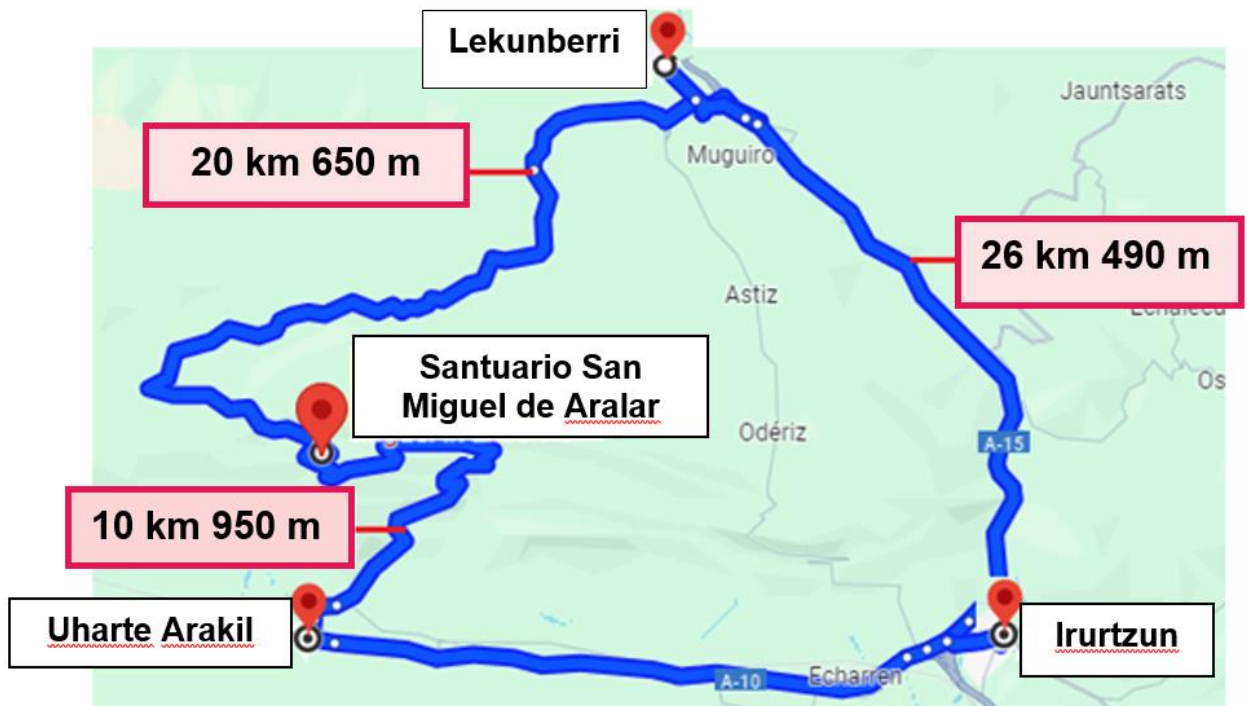 Lekunberri
Jauntsarats
20 km 650 m
Muguiro
26 km 490 m
Astiz
Santuario San
Miguel de Aralar
Odériz
A-15
10 km 950 m
Uharte Arakil
Irurtzun
Echarren
A-10